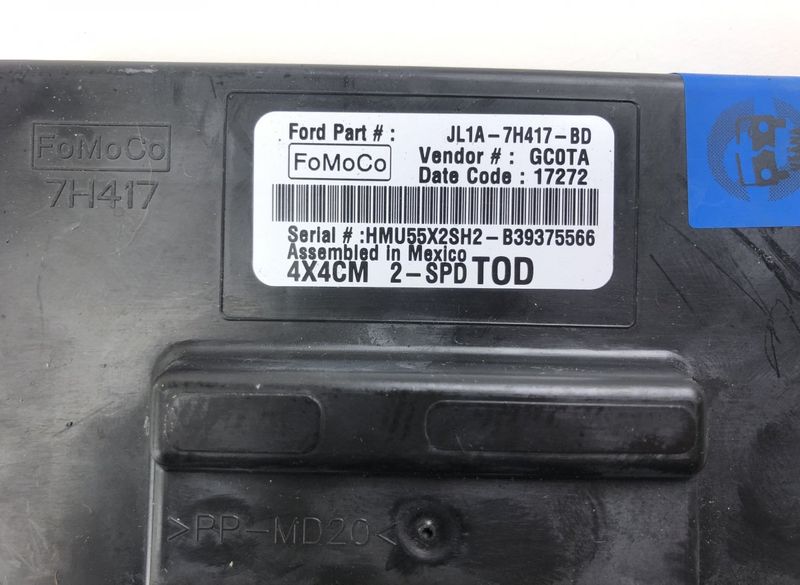 FoMoCo
7H417
Ford Part # : JL1A-7H417-BD
FoMoCo
Vendor # : GC0TA
Date Code : 17272
Serial # :HMU55X2SH2-B39375566
Assembled in Mexico
4X4CM 2-SPD TOD
>PP-MD20<